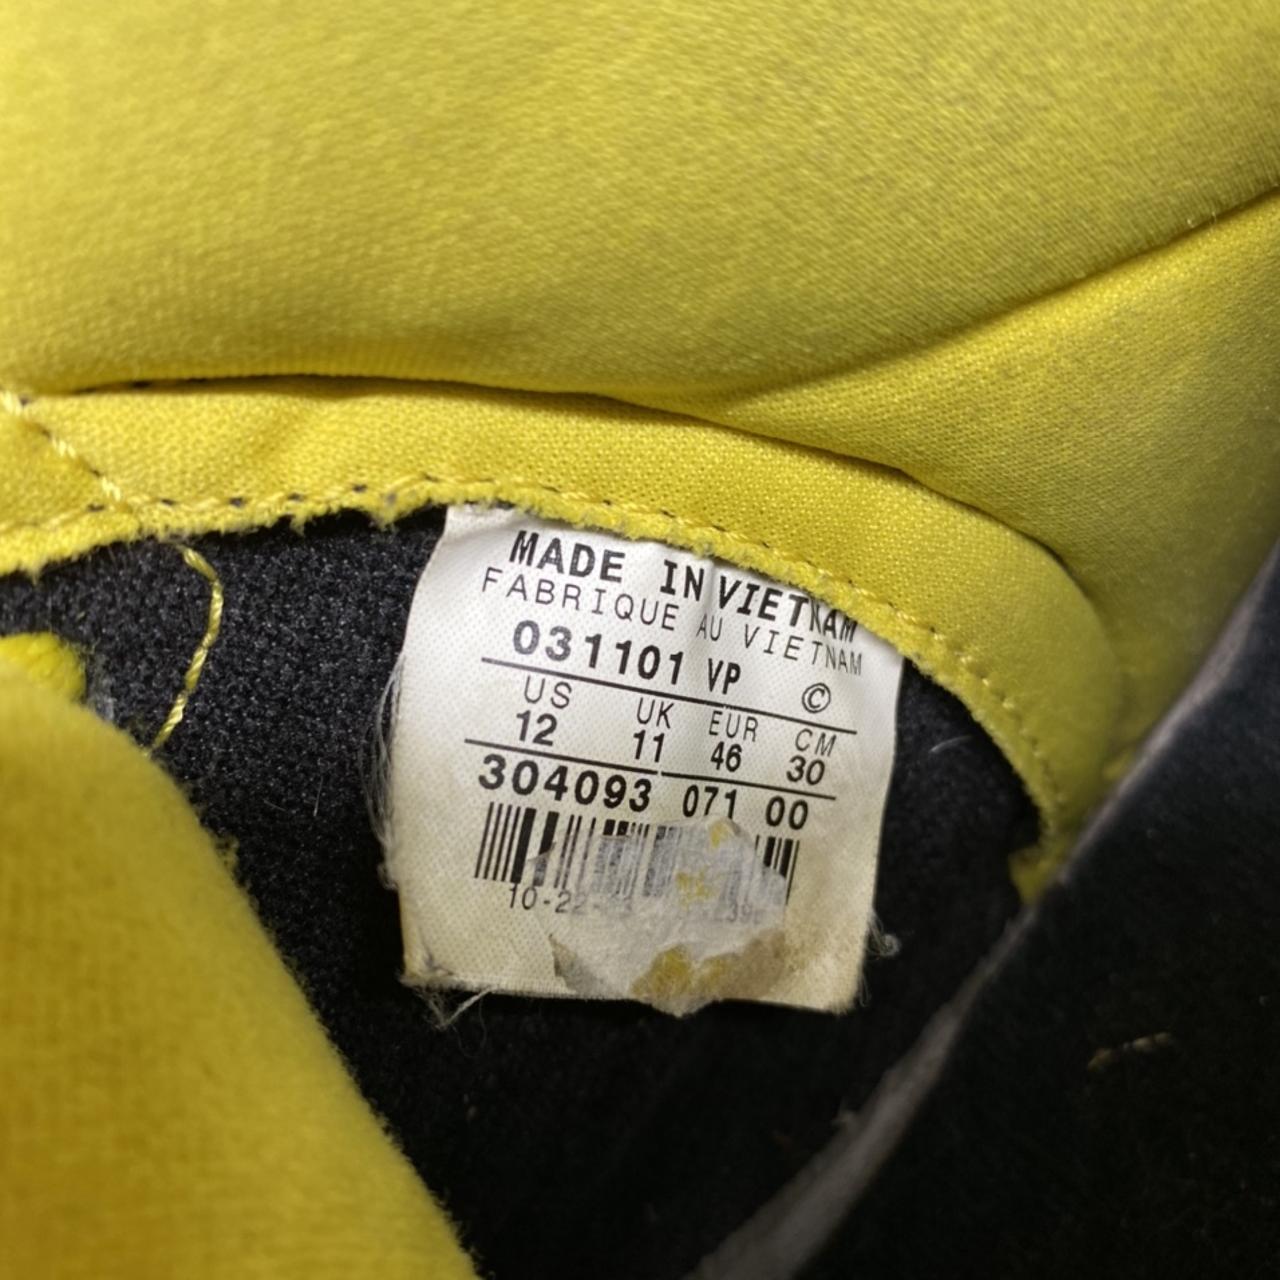 MADE IN VIETNAM
FABRIQUE AU VIETNAM
031101 VP ©
US UK EUR CM
12 11 46 30
304093 071 00